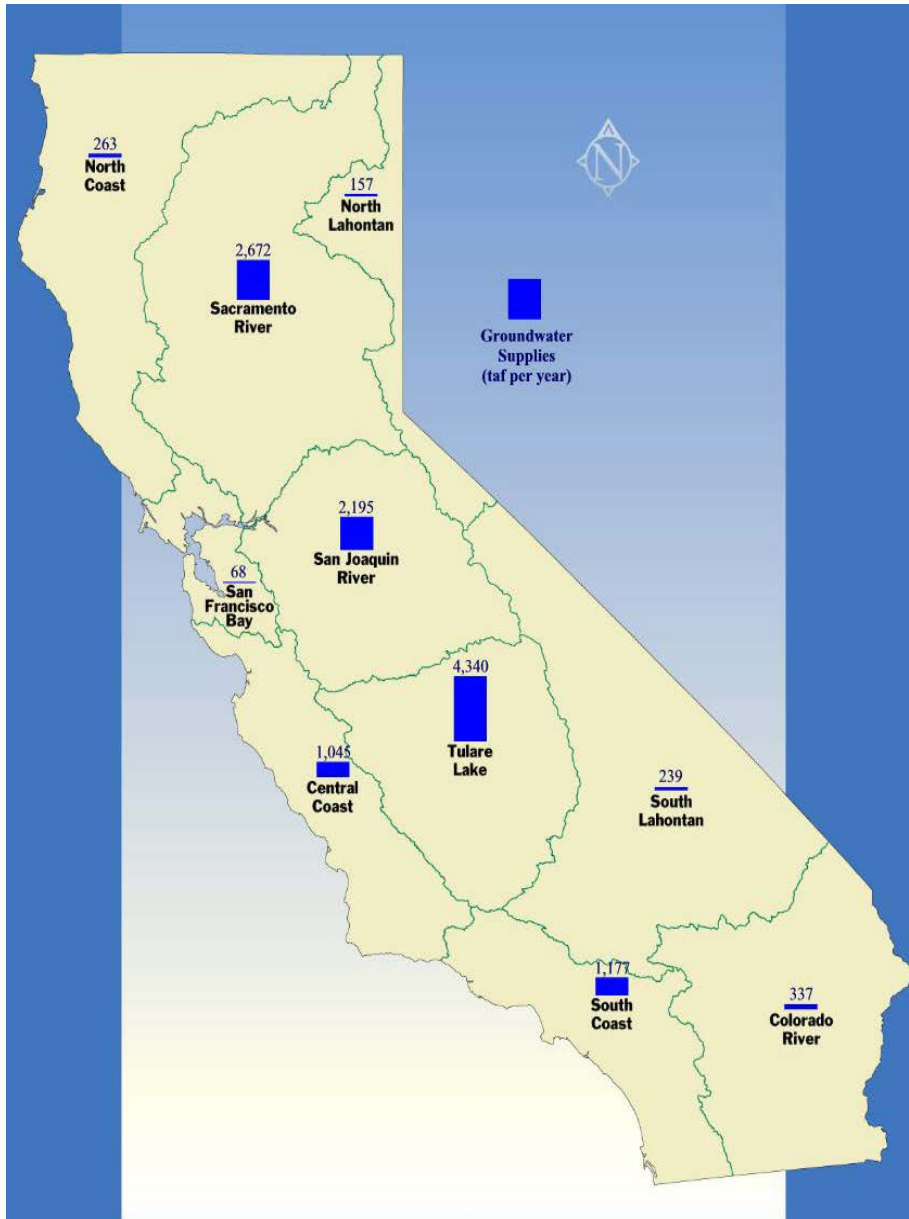 263
North
Coast
157
North
Lahontan
N
2,672
Sacramento
River
Groundwater
Supplies
(taf per year)
2,195
San Joaquin
River
68
San
Francisco
Bay
4,340
Tulare
Lake
1,045
Central
Coast
239
South
Lahontan
1,177
South
Coast
337
Colorado
River